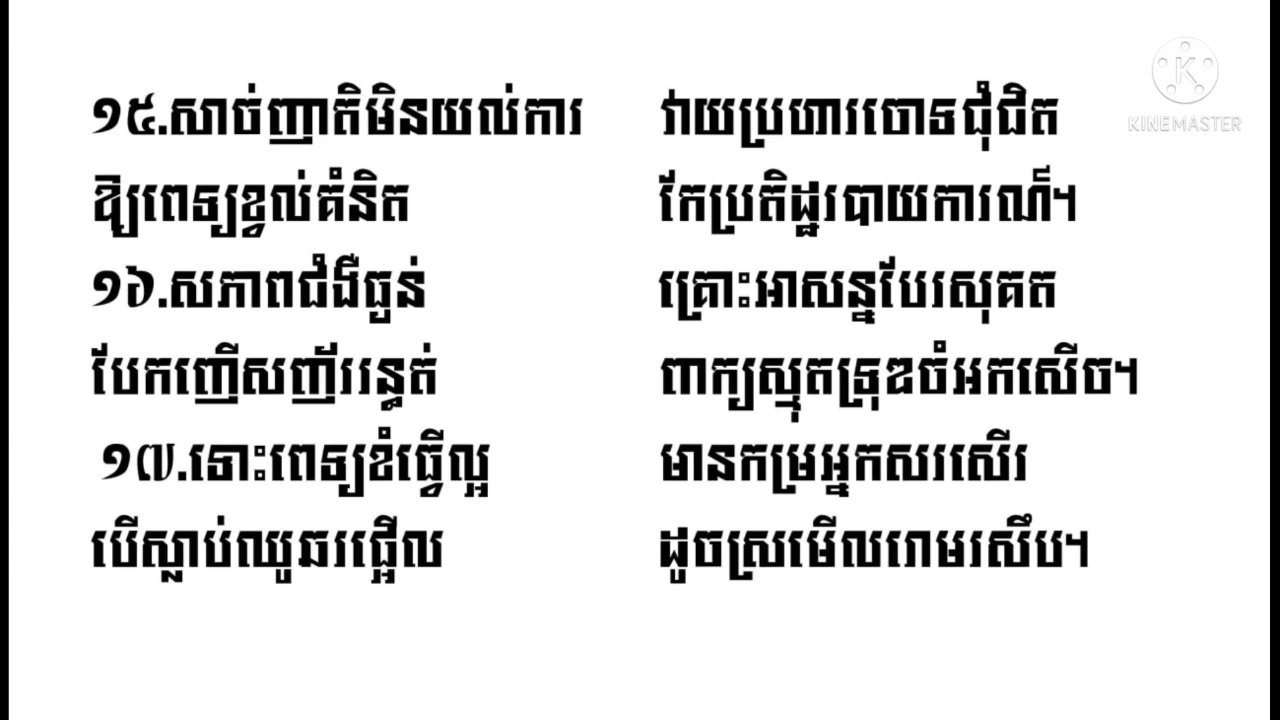 ១៥.សាច់ញាតិមិនយល់ការ វាយប្រហារចោទជុំជិត
ឱ្យពេទ្យខ្វល់គំនិត កែប្រតិដ្ឋរបាយការណ៍។
១៦.សភាពជំងឺធ្ងន់ គ្រោះអាសន្នបែរសុគត
បែកញើសញ័ររន្ធត់ ពាក្យស្មុតទ្រុឌចំអកសើច។
១៧.ទោះពេទ្យខំធ្វើល្អ មានកម្រអ្នកសរសើរ
បើស្លាប់ឈូឆរផ្អើល ដូចស្រមើលរោមរសឹប។
KINEMASTER